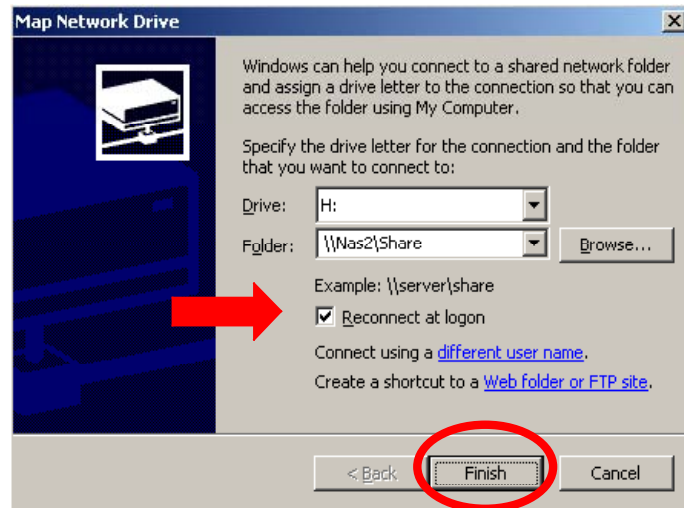 Map Network Drive
Windows can help you connect to a shared network folder
and assign a drive letter to the connection so that you can
access the folder using My Computer.
Specify the drive letter for the connection and the folder
that you want to connect to:
Drive: H:
Folder: \\Nas2\Share Browse...
Example: \\server\share
Reconnect at logon
Connect using a different user name.
Create a shortcut to a Web folder or FTP site.
< Back Finish Cancel